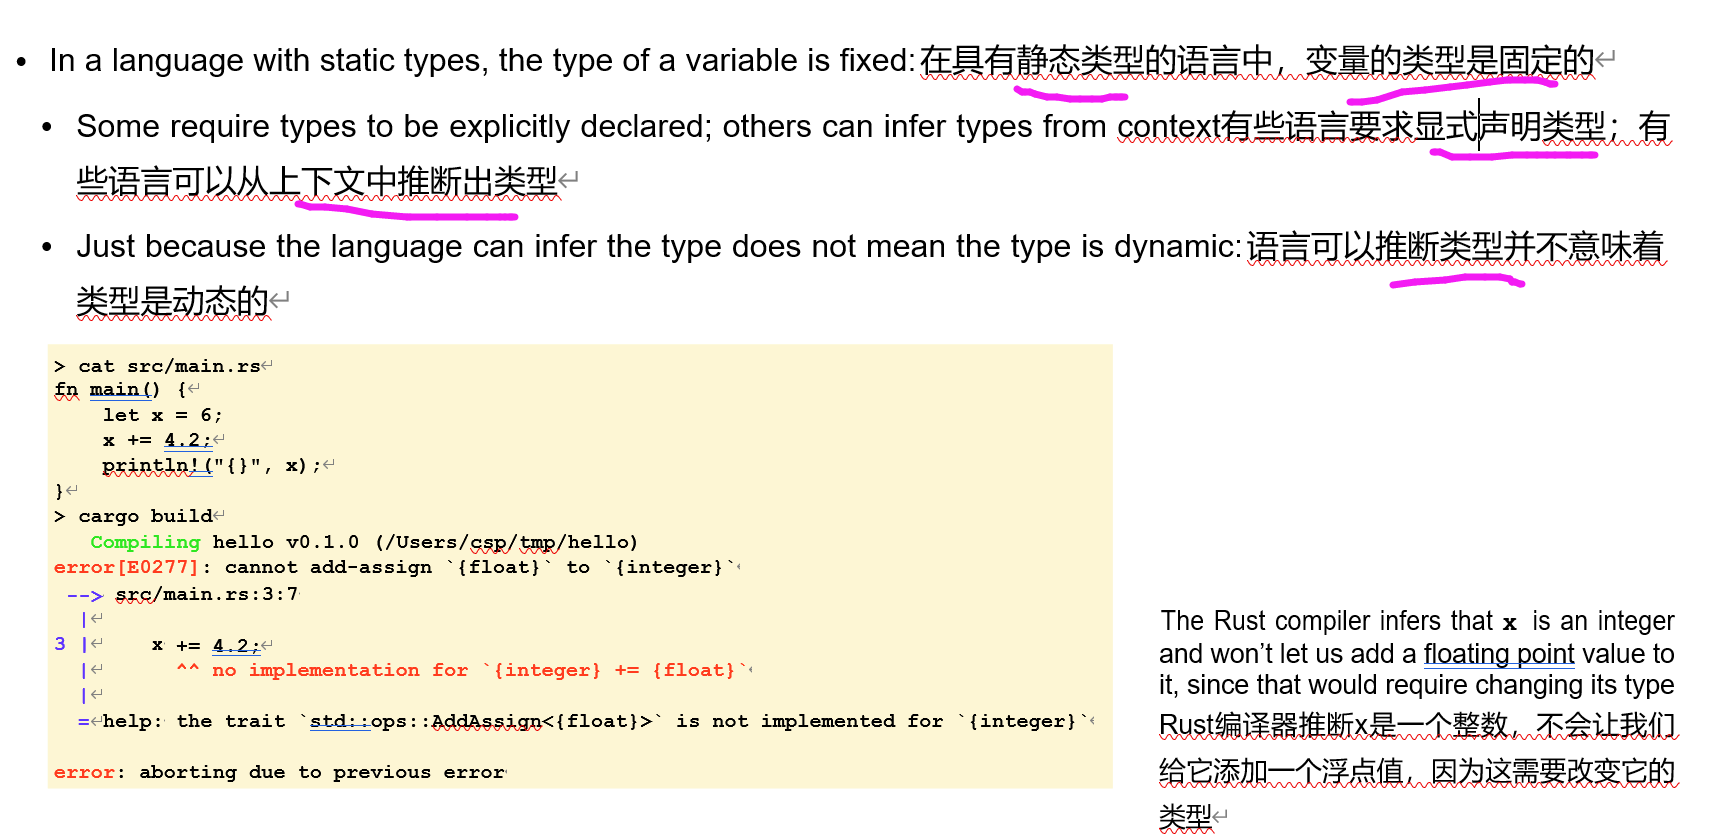 • In a language with static types, the type of a variable is fixed:在具有静态类型的语言中，变量的类型是固定的↵
• Some require types to be explicitly declared; others can infer types from context有些语言要求显式声明类型；有
些语言可以从上下文中推断出类型↵
• Just because the language can infer the type does not mean the type is dynamic:语言可以推断类型并不意味着
类型是动态的↵
> cat src/main.rs↵
fn main() {↵
    let x = 6;
    x += 4.2;↵
    println!("{}", x);↵
}↵
> cargo build↵
   Compiling hello v0.1.0 (/Users/csp/tmp/hello)
error[E0277]: cannot add-assign `{float}` to `{integer}`
 --> src/main.rs:3:7
  |↵
3 |↵    x += 4.2;↵
  |↵      ^^ no implementation for `{integer} += {float}`
  |↵
  =↵help: the trait `std::ops::AddAssign<{float}>` is not implemented for `{integer}`
error: aborting due to previous error
The Rust compiler infers that x is an integer
and won’t let us add a floating point value to
it, since that would require changing its type
Rust编译器推断x是一个整数，不会让我们
给它添加一个浮点值，因为这需要改变它的
类型↵